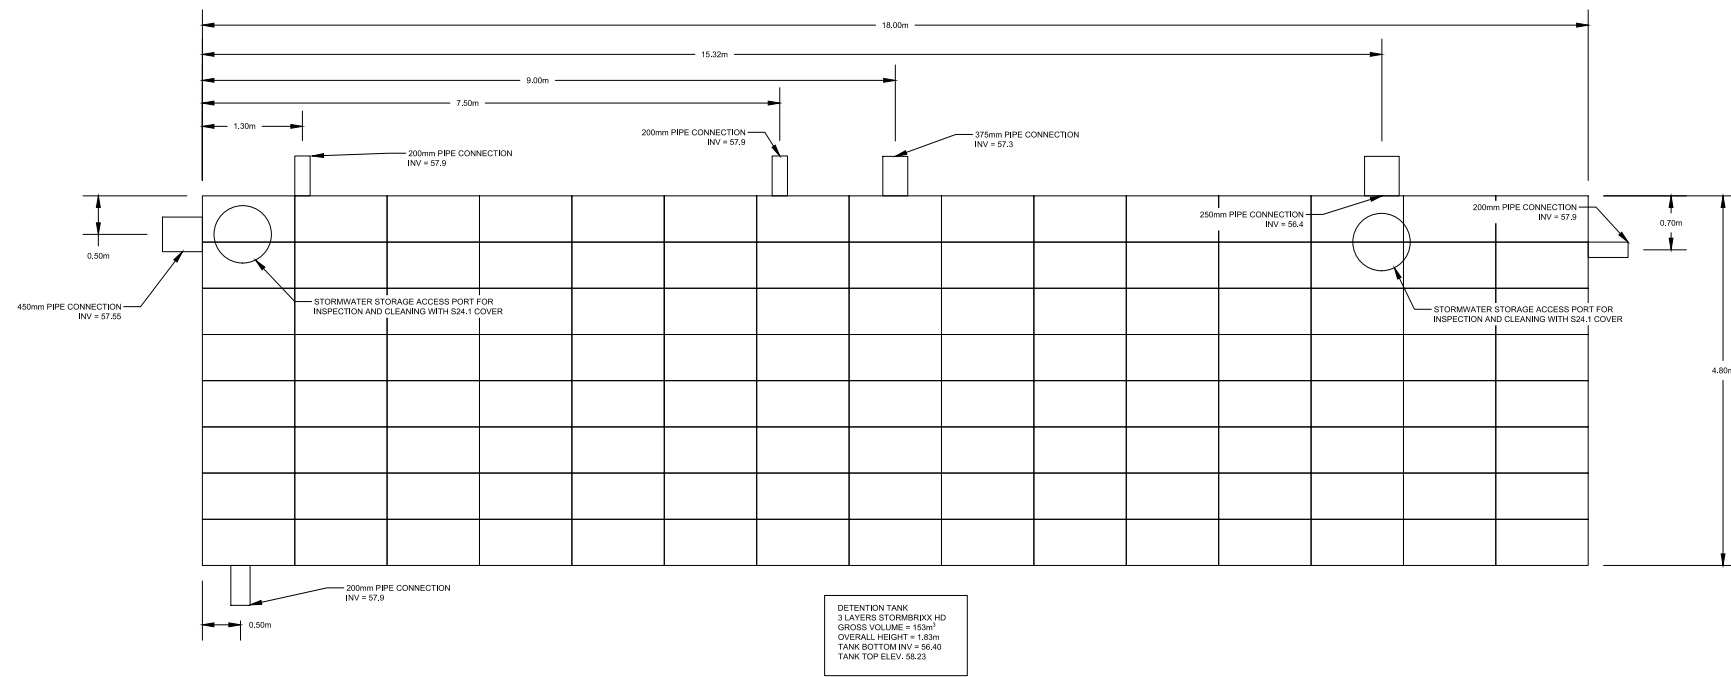 18.00m
15.32m
9.00m
7.50m
1.30m
200mm PIPE CONNECTION
INV = 57.9
200mm PIPE CONNECTION
INV = 57.9
375mm PIPE CONNECTION
INV = 57.3
250mm PIPE CONNECTION
INV = 56.4
200mm PIPE CONNECTION
INV = 57.9
0.70m
0.50m
450mm PIPE CONNECTION
INV = 57.55
STORMWATER STORAGE ACCESS PORT FOR
INSPECTION AND CLEANING WITH S24.1 COVER
STORMWATER STORAGE ACCESS PORT FOR
INSPECTION AND CLEANING WITH S24.1 COVER
4.80m
200mm PIPE CONNECTION
INV = 57.9
0.50m
DETENTION TANK
3 LAYERS STORMBRIXX HD
GROSS VOLUME = 153m³
OVERALL HEIGHT = 1.83m
TANK BOTTOM INV = 56.40
TANK TOP ELEV. 58.23